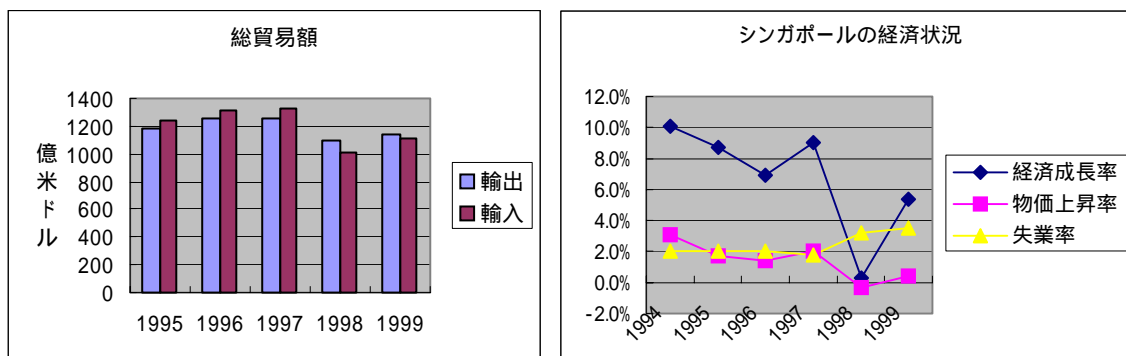 総貿易額
億米ドル
1400
1200
1000
800
600
400
200
0
1995 1996 1997 1998 1999
輸出
輸入
シンガポールの経済状況
12.0%
10.0%
8.0%
6.0%
4.0%
2.0%
0.0%
-2.0%
1994 1995 1996 1997 1998 1999
経済成長率
物価上昇率
失業率